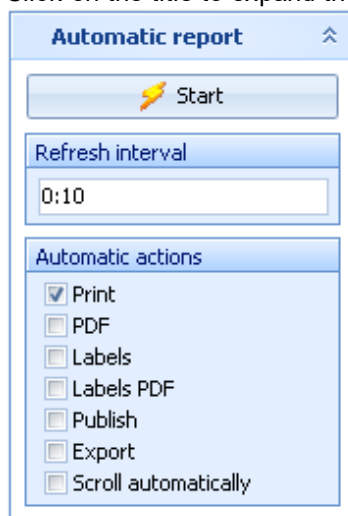 Click on the title to expand th
Automatic report
Start
Refresh interval
0:10
Automatic actions
Print
PDF
Labels
Labels PDF
Publish
Export
Scroll automatically